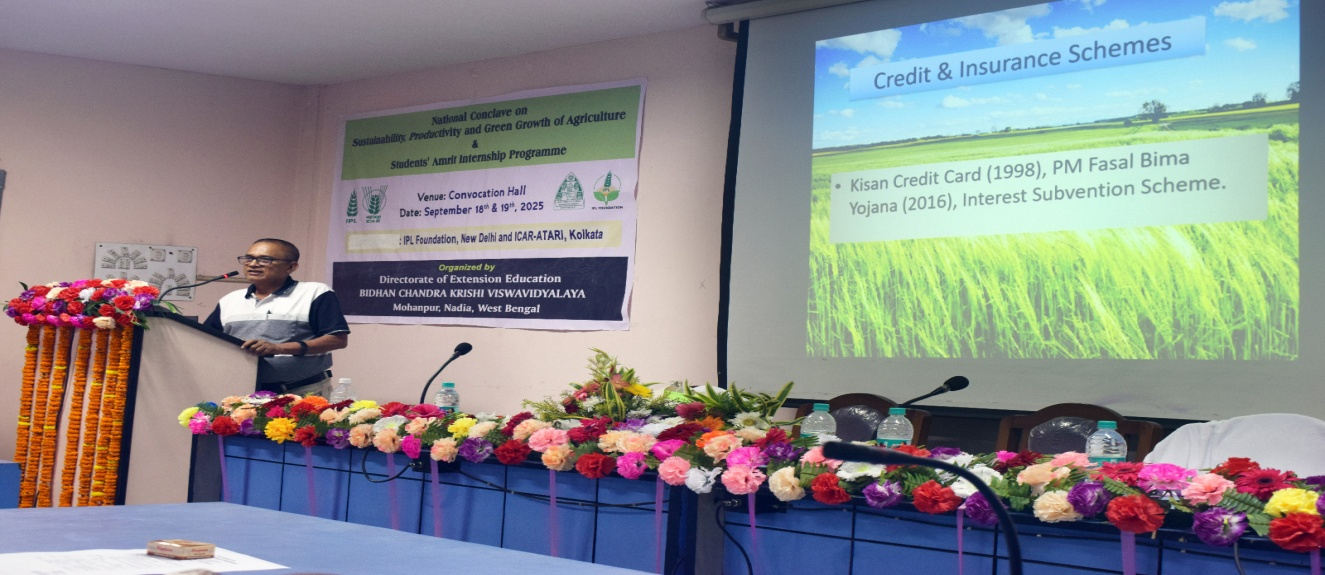 National Conclave on
Sustainability, Productivity and Green Growth of Agriculture
&
Students' Amrit Internship Programme
IPL
Venue: Convocation Hall
Date: September 18th & 19th, 2025
IPL FOUNDATION
: IPL Foundation, New Delhi and ICAR-ATARI, Kolkata
Organized by
Directorate of Extension Education
BIDHAN CHANDRA KRISHI VISWAVIDYALAYA
Mohanpur, Nadia, West Bengal
Credit & Insurance Schemes
• Kisan Credit Card (1998), PM Fasal Bima
Yojana (2016), Interest Subvention Scheme.